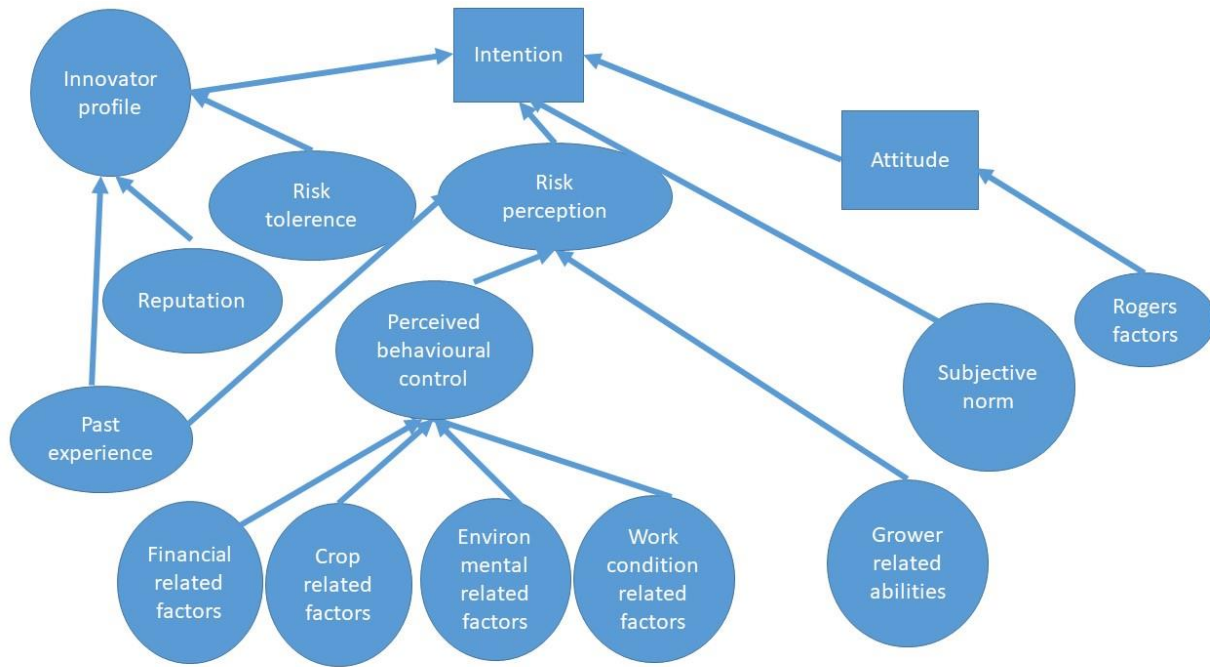 Innovator
profile
Intention
Attitude
Risk
tolerence
Risk
perception
Reputation
Perceived
behavioural
control
Rogers
factors
Subjective
norm
Past
experience
Financial
related
factors
Crop
related
factors
Environ
mental
related
factors
Work
condition
related
factors
Grower
related
abilities